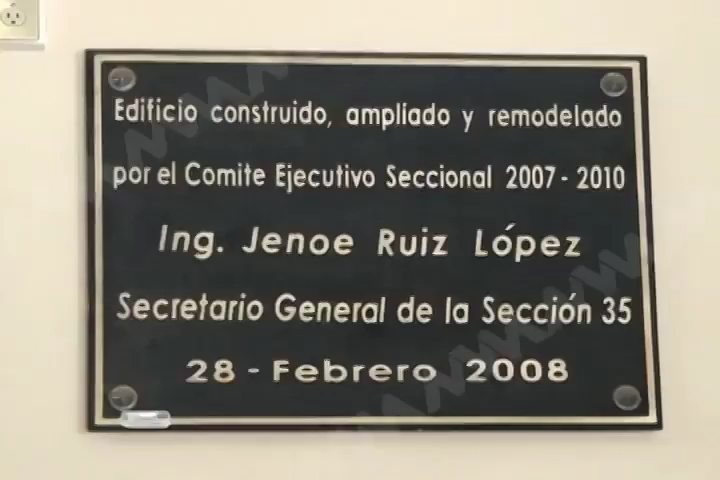 Edificio construido, ampliado y remodelado
por el Comite Ejecutivo Seccional 2007 - 2010
Ing. Jenoe Ruiz López
Secretario General de la Sección 35
28 - Febrero 2008